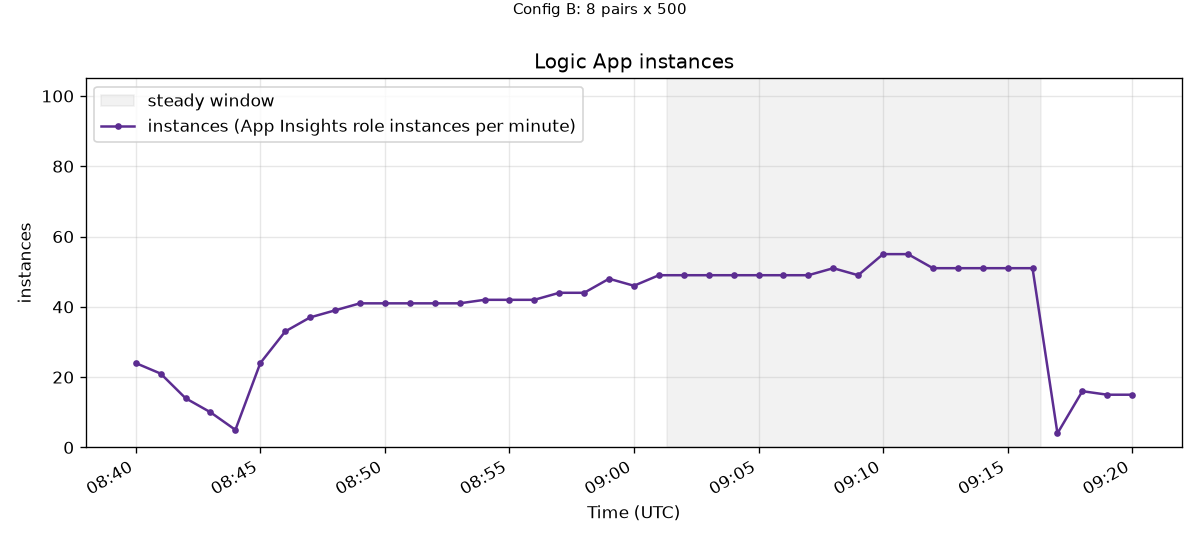 Config B: 8 pairs x 500
Logic App instances
steady window
instances (App Insights role instances per minute)
instances
100
80
60
40
20
0
08:40
08:45
08:50
08:55
09:00
09:05
09:10
09:15
09:20
Time (UTC)